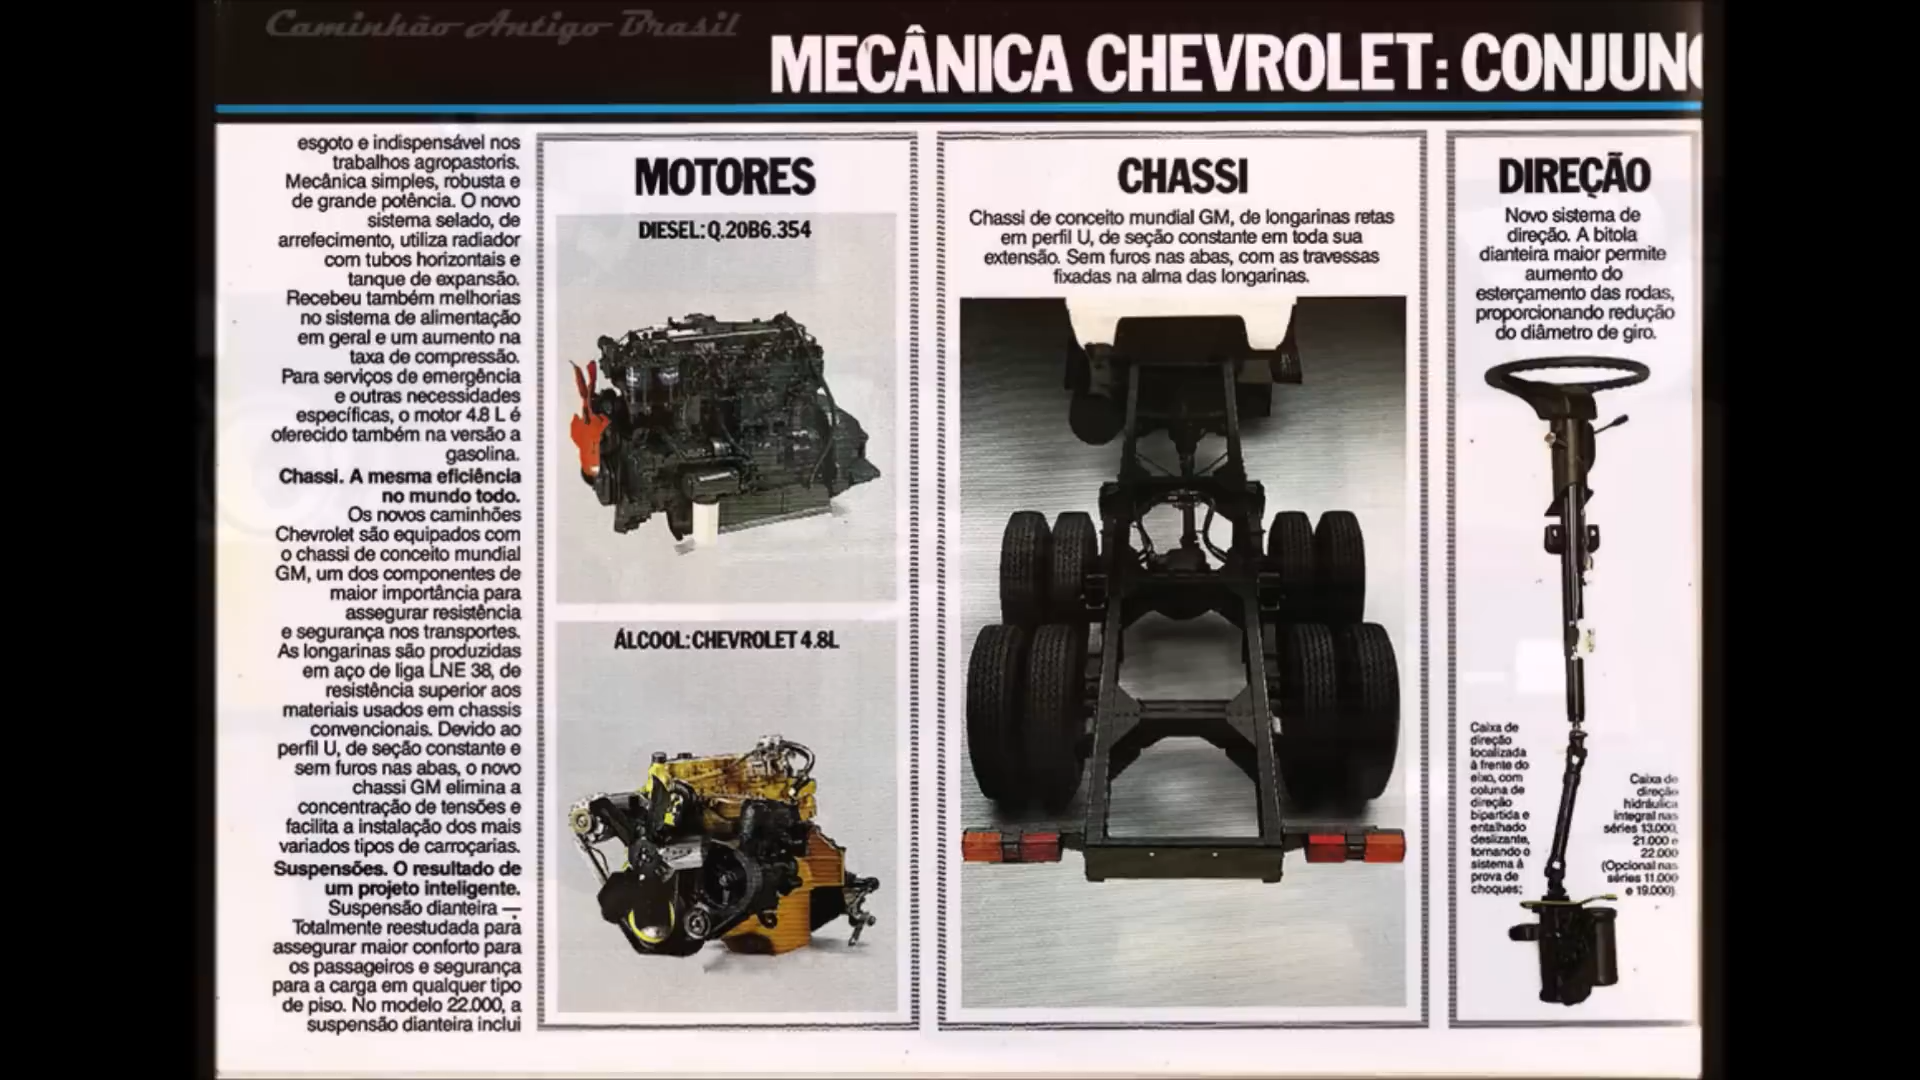 Caminhão Antigo Brasil
MECÂNICA CHEVROLET: CONJUN
esgoto e indispensável nos
trabalhos agropastoris.
Mecânica simples, robusta e
de grande potência. O novo
sistema selado, de
arrefecimento, utiliza radiador
com tubos horizontais e
tanque de expansão.
Recebeu também melhorias
no sistema de alimentação
em geral e um aumento na
taxa de compressão.
Para serviços de emergência
e outras necessidades
específicas, o motor 4.8 L é
oferecido também na versão a
gasolina.
Chassi. A mesma eficiência
no mundo todo.
Os novos caminhões
Chevrolet são equipados com
o chassi de conceito mundial
GM, um dos componentes de
maior importância para
assegurar resistência
e segurança nos transportes.
As longarinas são produzidas
em aço de liga LNE 38, de
resistência superior aos
materiais usados em chassis
convencionais. Devido ao
perfil U, de seção constante e
sem furos nas abas, o novo
chassi GM elimina a
concentração de tensões e
facilita a instalação dos mais
variados tipos de carroçarias.
Suspensões. O resultado de
um projeto inteligente.
Suspensão dianteira —
Totalmente reestudada para
assegurar maior conforto para
os passageiros e segurança
para a carga em qualquer tipo
de piso. No modelo 22.000, a
suspensão dianteira inclui
MOTORES
DIESEL: Q.20B6.354
ÁLCOOL: CHEVROLET 4.8L
CHASSI
Chassi de conceito mundial GM, de longarinas retas
em perfil U, de seção constante em toda sua
extensão. Sem furos nas abas, com as travessas
fixadas na alma das longarinas.
DIREÇÃO
Novo sistema de
direção. A bitola
dianteira maior permite
aumento do
esterçamento das rodas,
proporcionando redução
do diâmetro de giro.
Caixa de
direção
localizada
à frente do
eixo, com
coluna de
direção
bipartida e
entalhado
deslizante,
tornando o
sistema à
prova de
choques;
Caixa de
direção
hidráulica
integral nas
séries 13.000,
21.000 e
22.000
(Opcional nas
séries 11.000
e 19.000)